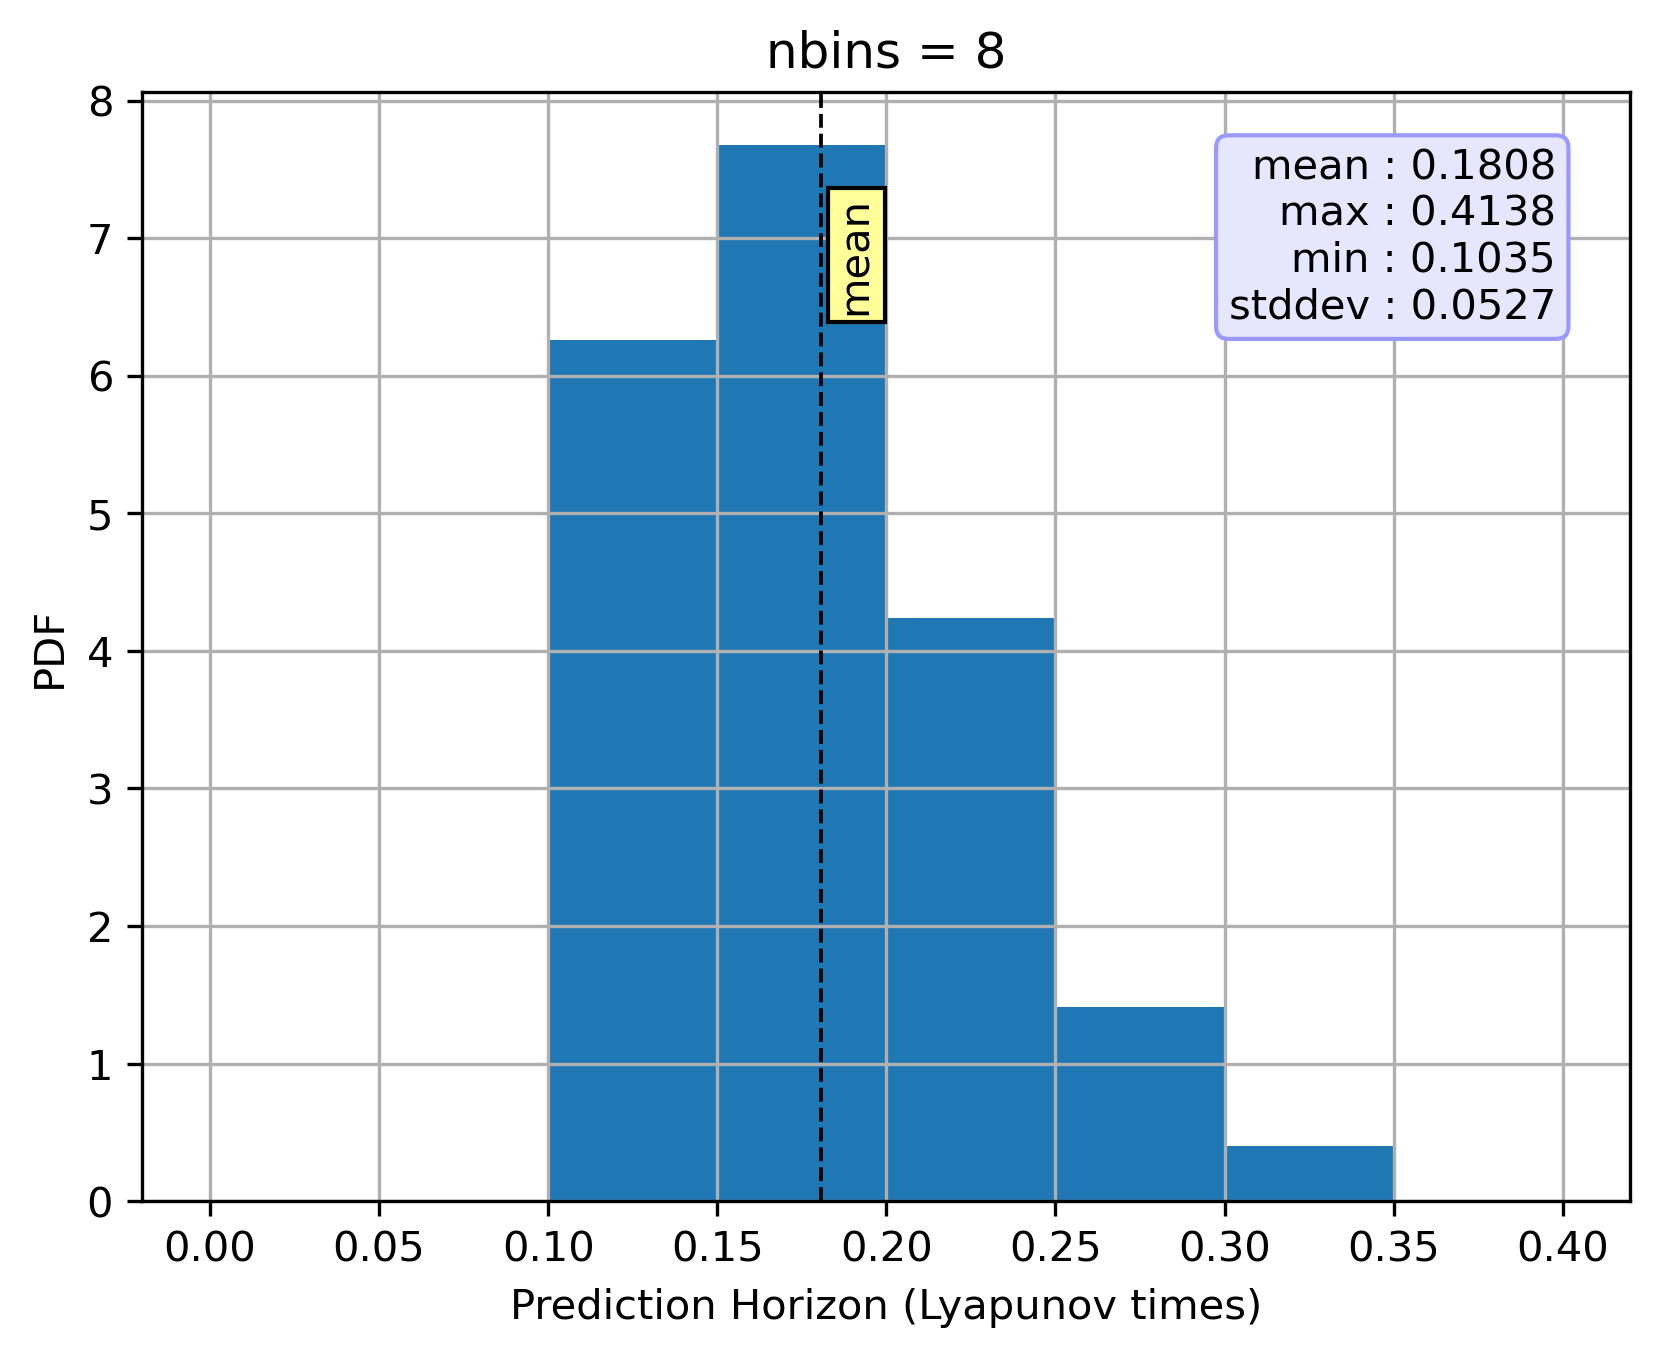 nbins = 8
8
7
6
5
4
3
2
1
0
PDF
mean
mean : 0.1808
max : 0.4138
min : 0.1035
stddev : 0.0527
0.00 0.05 0.10 0.15 0.20 0.25 0.30 0.35 0.40
Prediction Horizon (Lyapunov times)